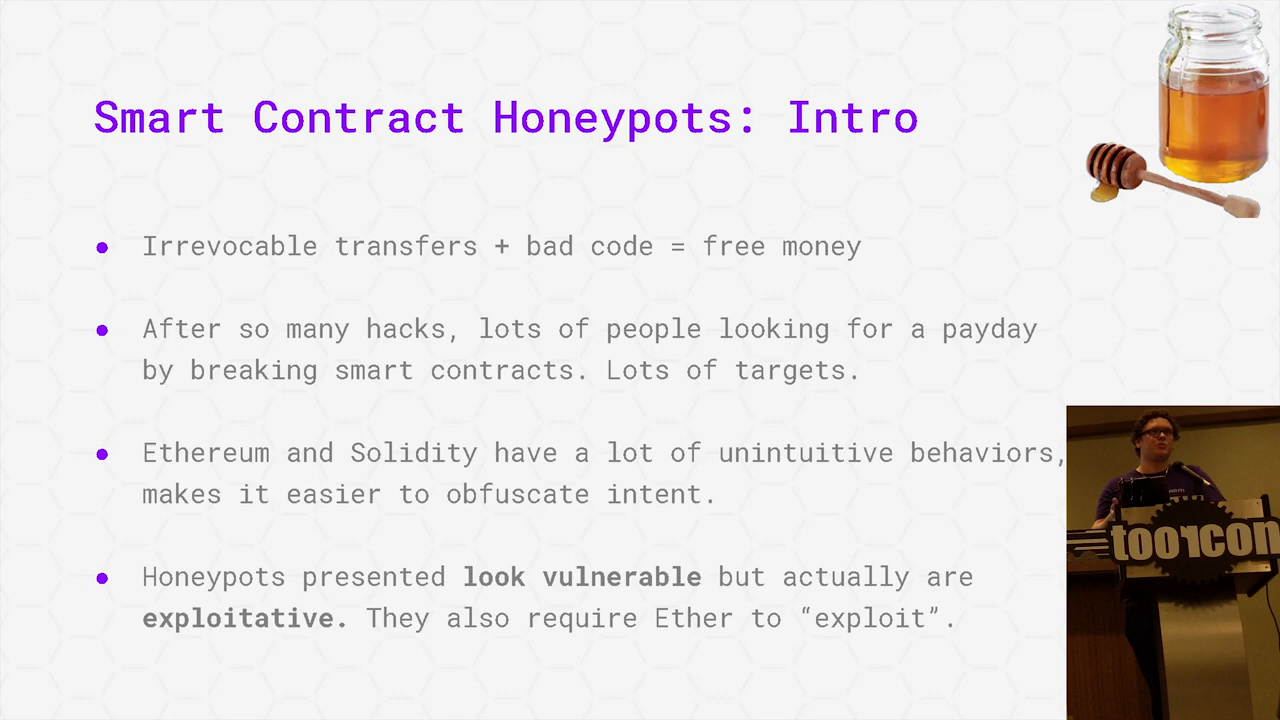 Smart Contract Honeypots: Intro
● Irrevocable transfers + bad code = free money
● After so many hacks, lots of people looking for a payday
by breaking smart contracts. Lots of targets.
● Ethereum and Solidity have a lot of unintuitive behaviors,
makes it easier to obfuscate intent.
● Honeypots presented look vulnerable but actually are
exploitative. They also require Ether to “exploit”.
toorcon